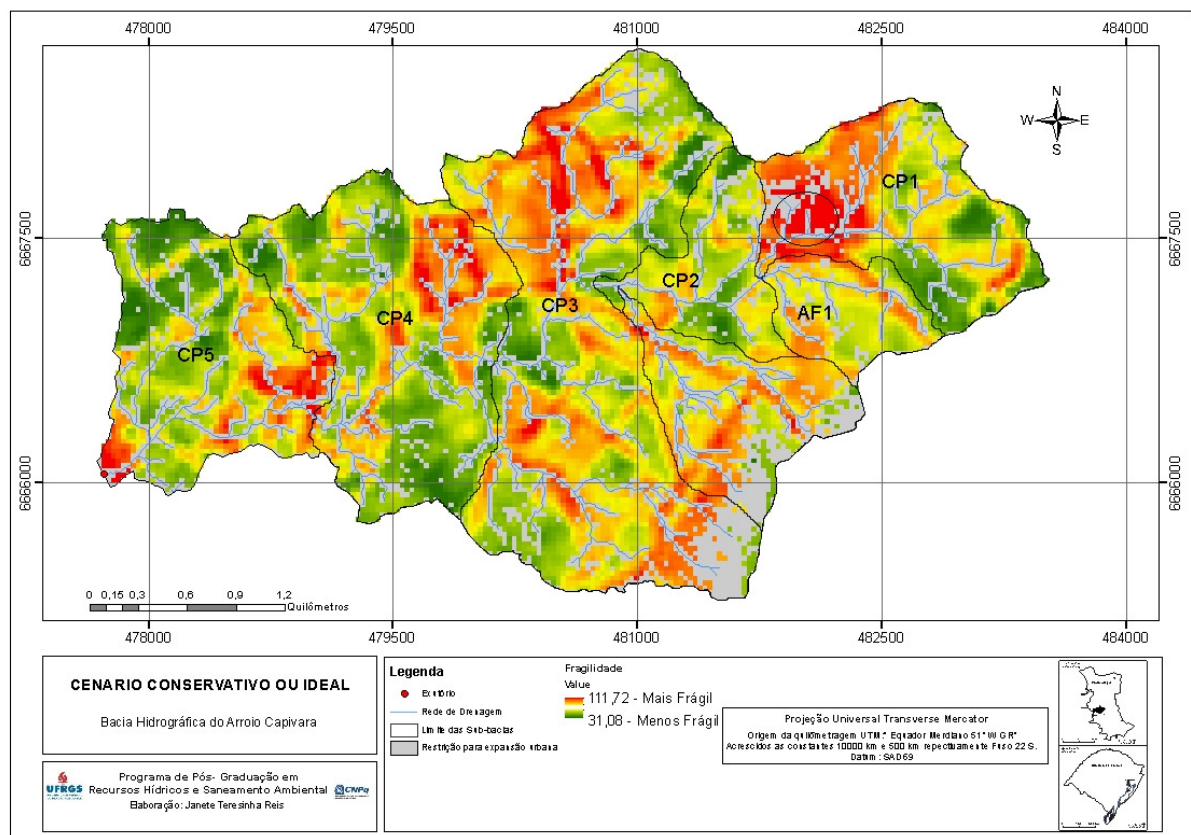 478000 479500 481000 482500 484000
N
W E
S
6667500 6667500
6666000 6666000
CP1
CP2
AF1
CP3
CP4
CP5
0 0,15 0,3 0,6 0,9 1,2
Quilômetros
478000 479500 481000 482500 484000
CENARIO CONSERVATIVO OU IDEAL
Bacia Hidrográfica do Arroio Capivara
UFRGS
Programa de Pós- Graduação em
Recursos Hídricos e Saneamento Ambiental
Elaboração: Janete Teresinha Reis
CNPq
Legenda
Exutório
Rede de Drenagem
Limite das Sub-bacias
Restrição para expansão urbana
Fragilidade
Value
111,72 - Mais Frágil
31,08 - Menos Frágil
Projeção Universal Transverse Mercator
Origem da quilômetragem UTM:" Equador Merdiano 51° W GR"
Acrescidos as constantes 10000 km e 500 km repectiuamente Fuso 22 S.
Datum : SAD69